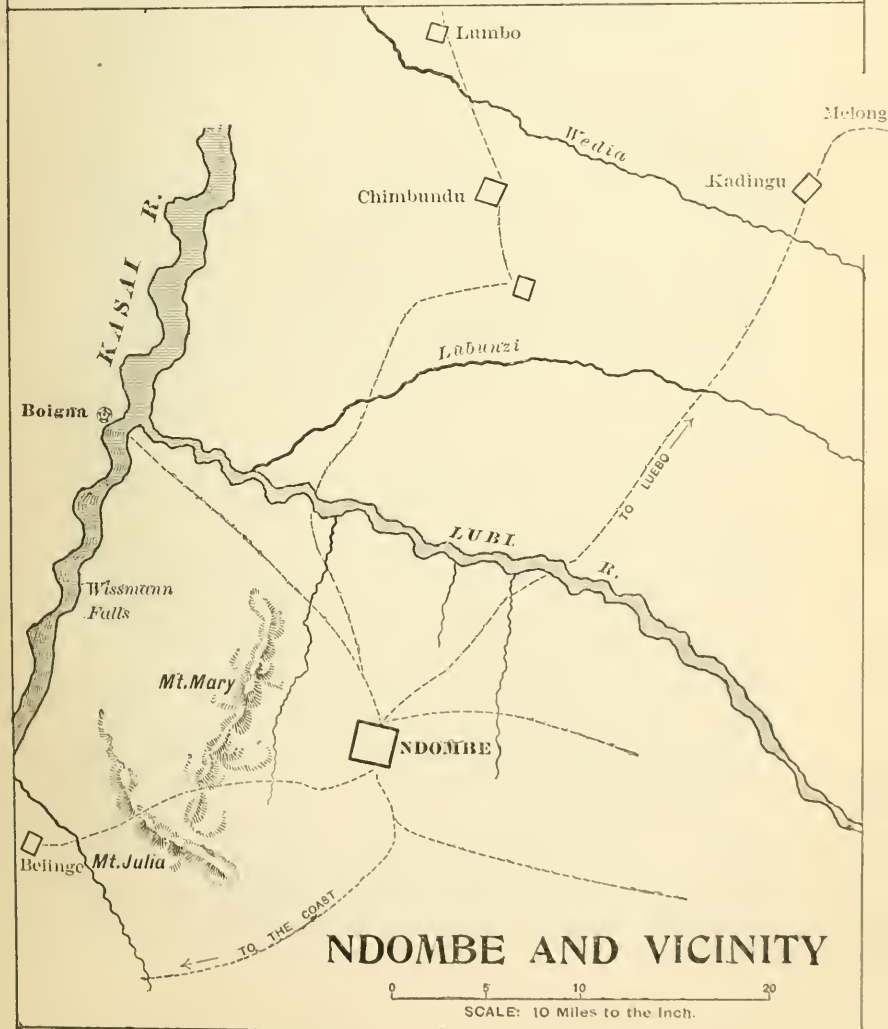 Lumbo
Wedia
Melong
Kadingu
Chimbundu
KASAI R.
Lubunzi
Boigna
TO LUEBO
LUBI R.
Wissmann
Falls
Mt. Mary
NDOMBE
Mt. Julia
TO THE COAST
NDOMBE AND VICINITY
0 5 10 20
SCALE: 10 Miles to the Inch.